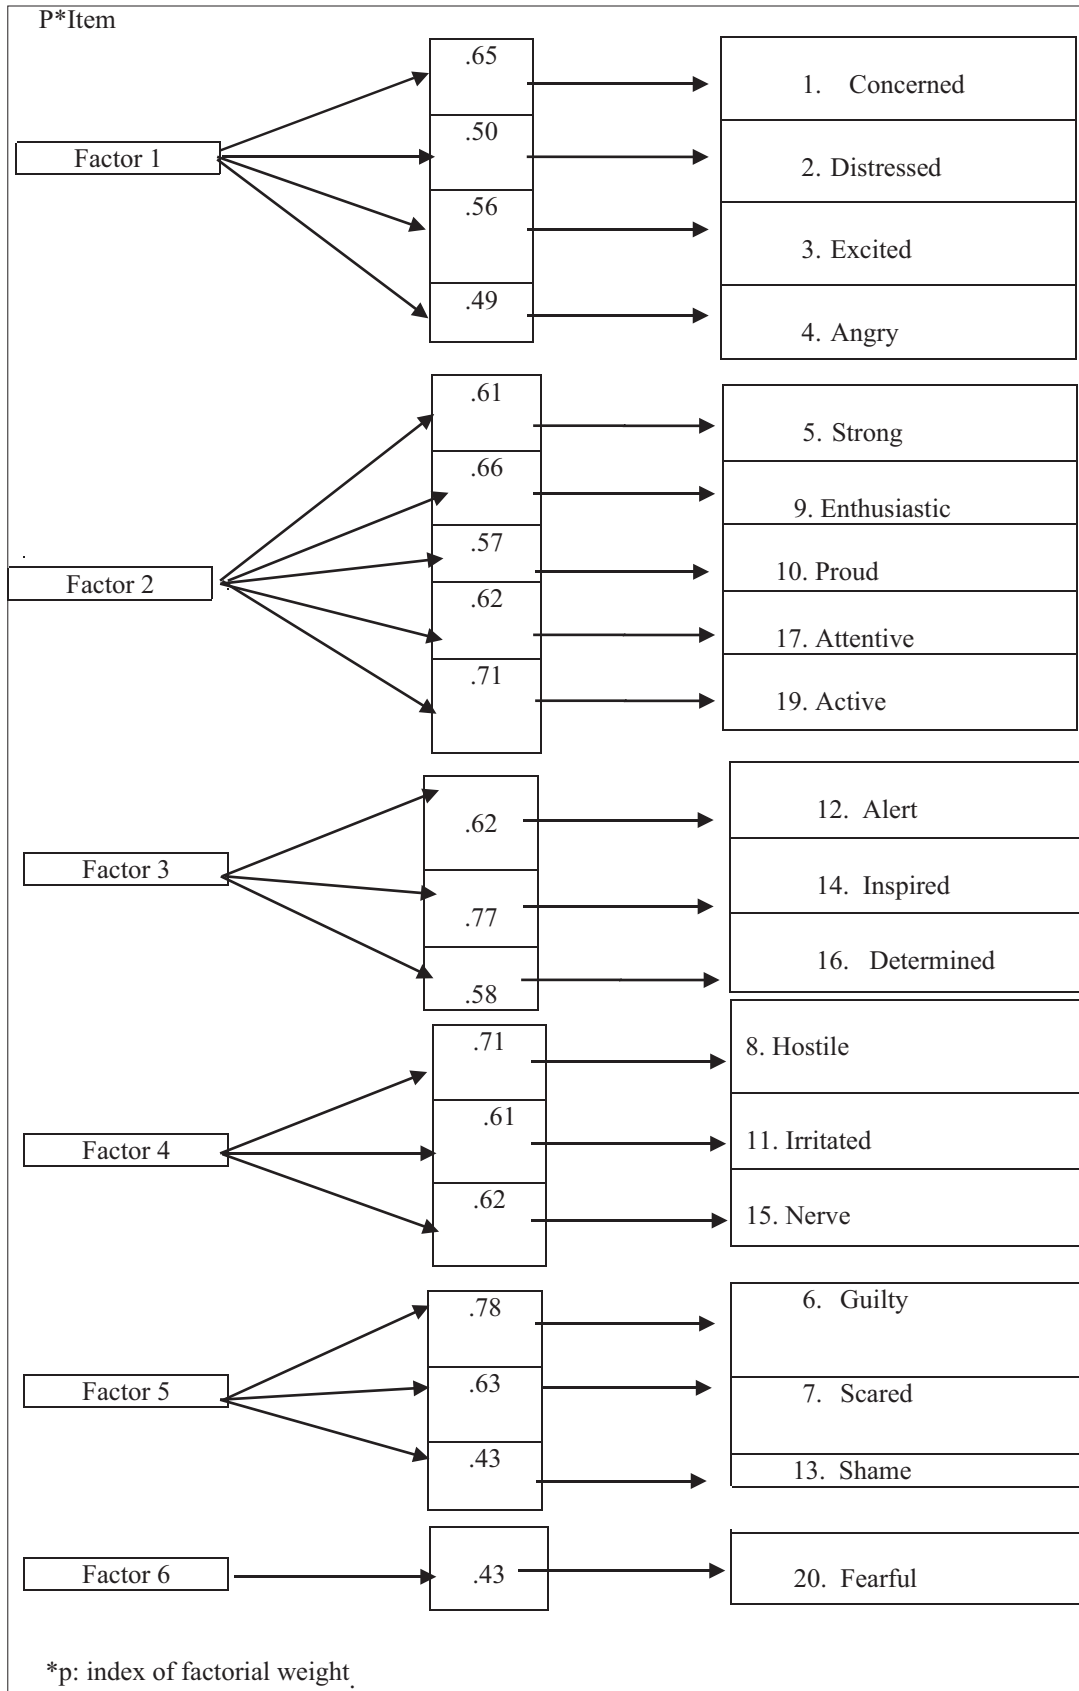 P*Item
.65
1. Concerned
Factor 1
.50
2. Distressed
.56
3. Excited
.49
4. Angry
.61
5. Strong
.66
9. Enthusiastic
Factor 2
.57
10. Proud
.62
17. Attentive
.71
19. Active
.62
12. Alert
Factor 3
.77
14. Inspired
.58
16. Determined
.71
8. Hostile
Factor 4
.61
11. Irritated
.62
15. Nerve
.78
6. Guilty
Factor 5
.63
7. Scared
.43
13. Shame
Factor 6
.43
20. Fearful
*p: index of factorial weight.